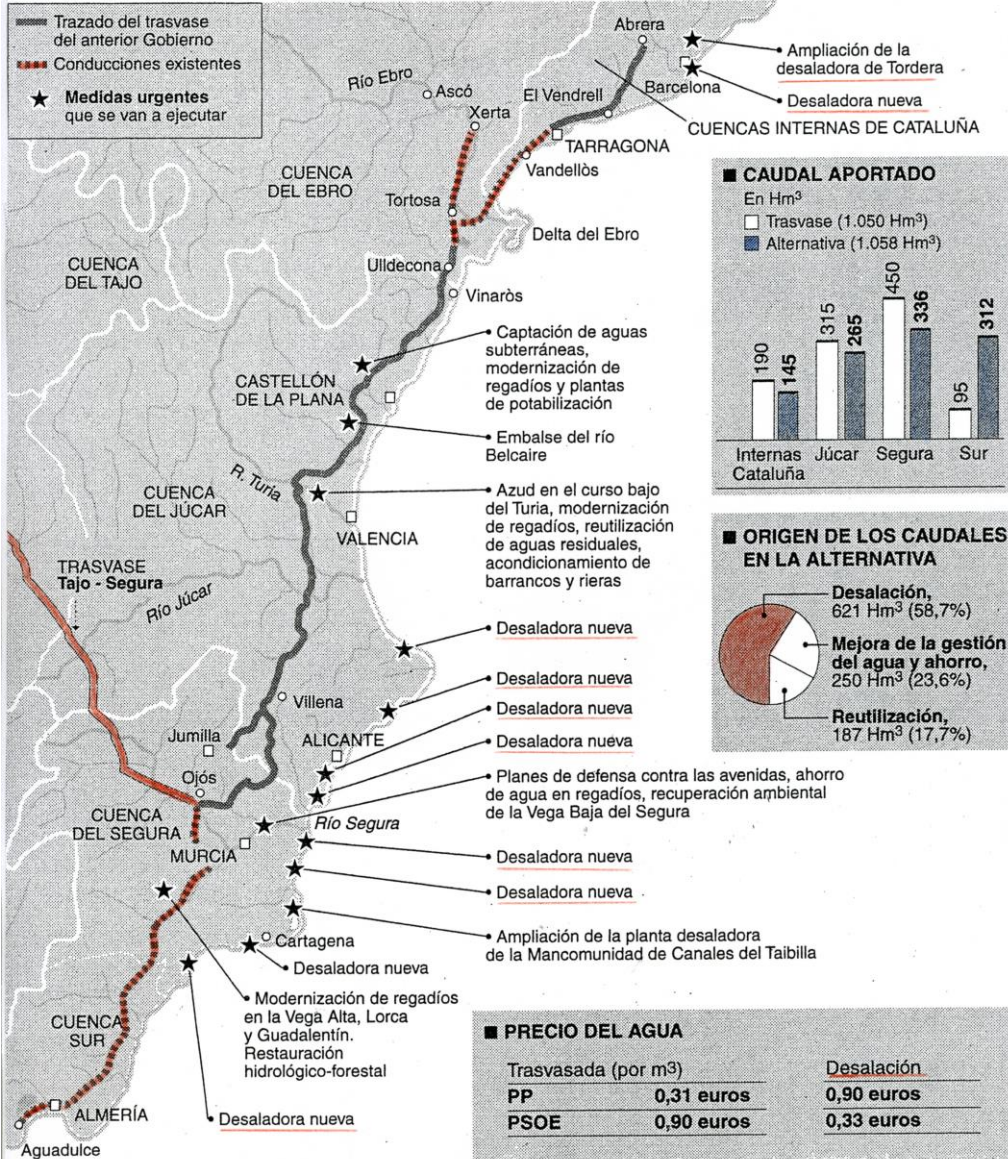 Trazado del trasvase
del anterior Gobierno
Conducciones existentes
Medidas urgentes
que se van a ejecutar
Abrera
Río Ebro
Ascó
Xerta
El Vendrell
Barcelona
Ampliación de la
desaladora de Tordera
Desaladora nueva
CUENCAS INTERNAS DE CATALUÑA
TARRAGONA
Vandellòs
CUENCA
DEL EBRO
Tortosa
Delta del Ebro
Ulldecona
CUENCA
DEL TAJO
Vinaròs
Captación de aguas
subterráneas,
modernización de
regadíos y plantas
de potabilización
CASTELLÓN
DE LA PLANA
Embalse del río
Belcaire
R. Turia
CUENCA
DEL JÚCAR
Azud en el curso bajo
del Turia, modernización
de regadíos, reutilización
de aguas residuales,
acondicionamiento de
barrancos y rieras
VALENCIA
TRASVASE
Tajo - Segura
Río Júcar
Desaladora nueva
Desaladora nueva
Villena
Desaladora nueva
Jumilla
ALICANTE
Desaladora nueva
Ojós
Planes de defensa contra las avenidas, ahorro
de agua en regadíos, recuperación ambiental
de la Vega Baja del Segura
CUENCA
DEL SEGURA
Río Segura
MURCIA
Desaladora nueva
Desaladora nueva
Cartagena
Ampliación de la planta desaladora
de la Mancomunidad de Canales del Taibilla
Desaladora nueva
Modernización de regadíos
en la Vega Alta, Lorca
y Guadalentín.
Restauración
hidrológico-forestal
CUENCA
SUR
ALMERÍA
Desaladora nueva
Aguadulce
CAUDAL APORTADO
En Hm³
Trasvase (1.050 Hm³)
Alternativa (1.058 Hm³)
190
145
315
265
450
336
95
312
Internas
Cataluña
Júcar
Segura
Sur
ORIGEN DE LOS CAUDALES
EN LA ALTERNATIVA
Desalación,
621 Hm³ (58,7%)
Mejora de la gestión
del agua y ahorro,
250 Hm³ (23,6%)
Reutilización,
187 Hm³ (17,7%)
PRECIO DEL AGUA
Trasvasada (por m³) Desalación
PP 0,31 euros 0,90 euros
PSOE 0,90 euros 0,33 euros